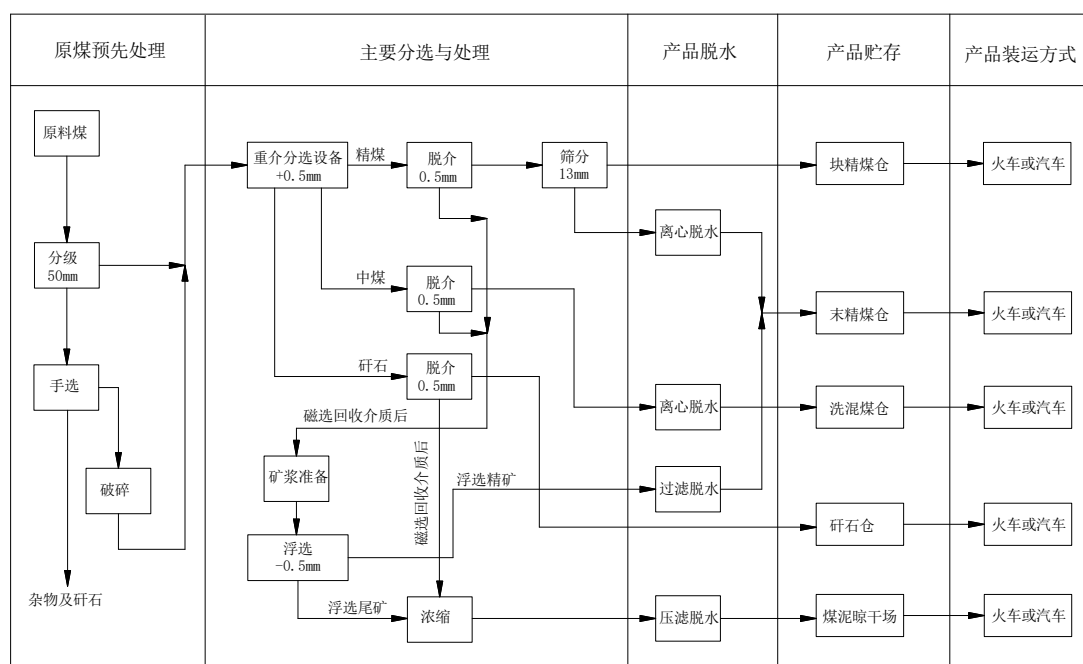 原煤预先处理
主要分选与处理
产品脱水
产品贮存
产品装运方式
原料煤
分级
50mm
手选
破碎
杂物及矸石
重介分选设备
+0.5mm
精煤
脱介
0.5mm
筛分
13mm
中煤
脱介
0.5mm
矸石
脱介
0.5mm
磁选回收介质后
磁选回收介质后
矿浆准备
浮选
-0.5mm
浮选精矿
浮选尾矿
浓缩
离心脱水
离心脱水
过滤脱水
压滤脱水
块精煤仓
末精煤仓
洗混煤仓
矸石仓
煤泥晾干场
火车或汽车
火车或汽车
火车或汽车
火车或汽车
火车或汽车